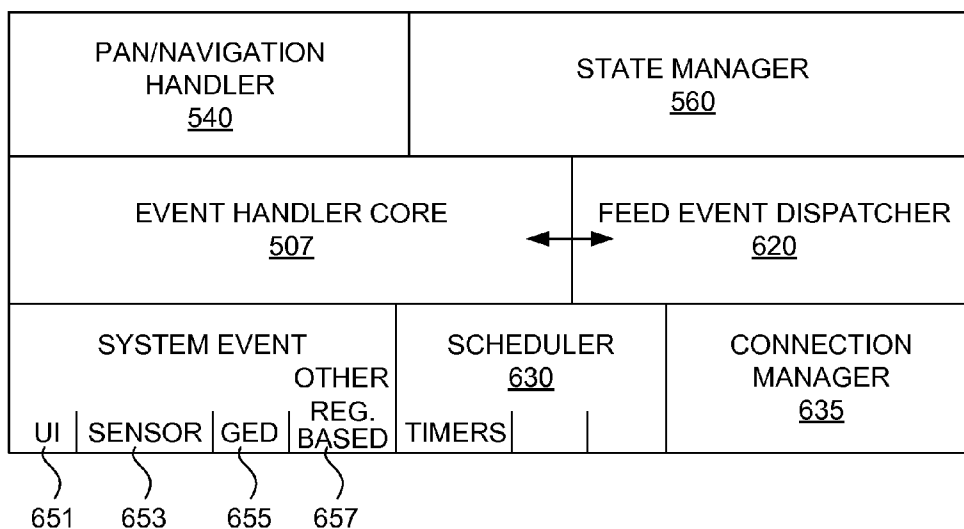 PAN/NAVIGATION
HANDLER
540
STATE MANAGER
560
EVENT HANDLER CORE
507
FEED EVENT DISPATCHER
620
SYSTEM EVENT
UI
SENSOR
GED
OTHER
REG.
BASED
SCHEDULER
630
TIMERS
CONNECTION
MANAGER
635
651
653
655
657